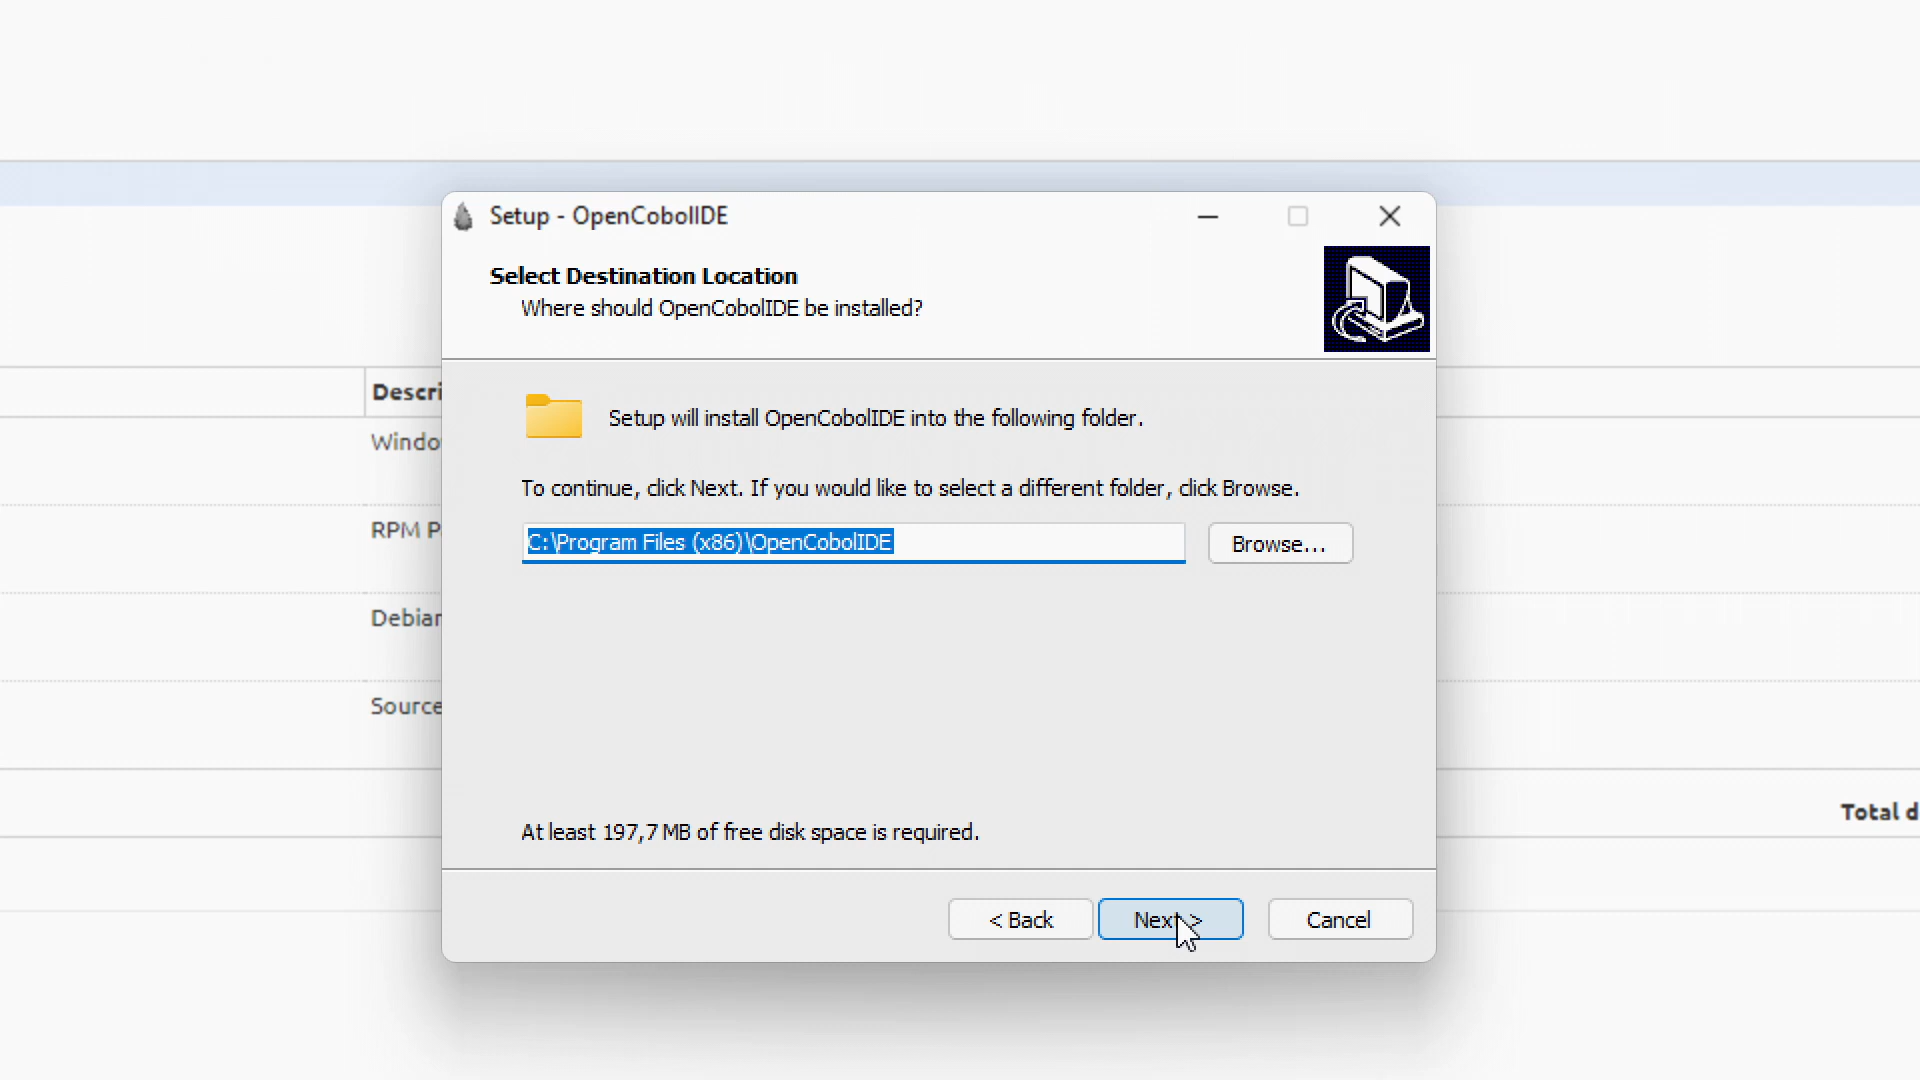 Setup - OpenCobolIDE
Select Destination Location
Where should OpenCobolIDE be installed?
Descri
Setup will install OpenCobolIDE into the following folder.
Windo
To continue, click Next. If you would like to select a different folder, click Browse.
RPM P
C:\Program Files (x86)\OpenCobolIDE
Browse...
Debian
Source
Total d
At least 197,7 MB of free disk space is required.
< Back
Next >
Cancel